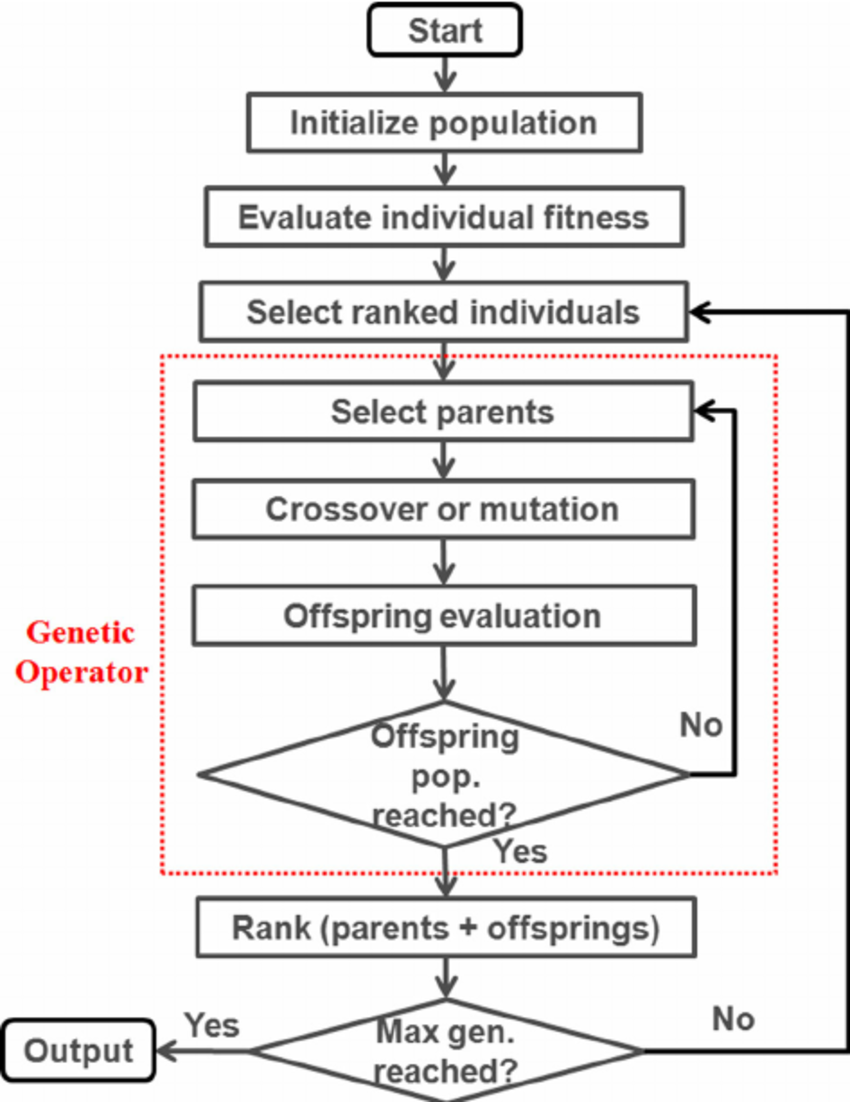 Start
Initialize population
Evaluate individual fitness
Select ranked individuals
Select parents
Crossover or mutation
Offspring evaluation
Genetic
Operator
No
Offspring
pop.
reached?
Yes
Rank (parents + offsprings)
Output
Yes
Max gen.
reached?
No